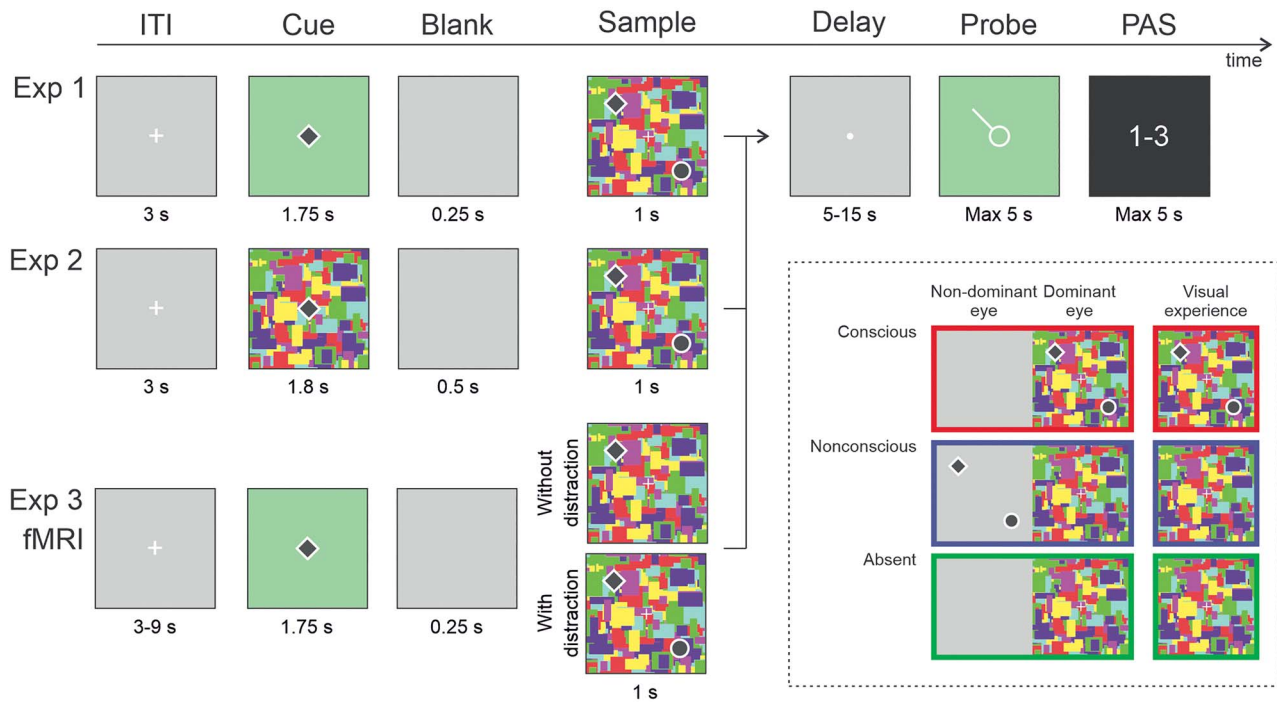 ITI Cue Blank Sample Delay Probe PAS
time
Exp 1
1-3
3 s 1.75 s 0.25 s 1 s 5-15 s Max 5 s Max 5 s
Exp 2
3 s 1.8 s 0.5 s 1 s
Exp 3
fMRI
Without
distraction
With
distraction
3-9 s 1.75 s 0.25 s
1 s
Non-dominant
eye
Dominant
eye
Visual
experience
Conscious
Nonconscious
Absent